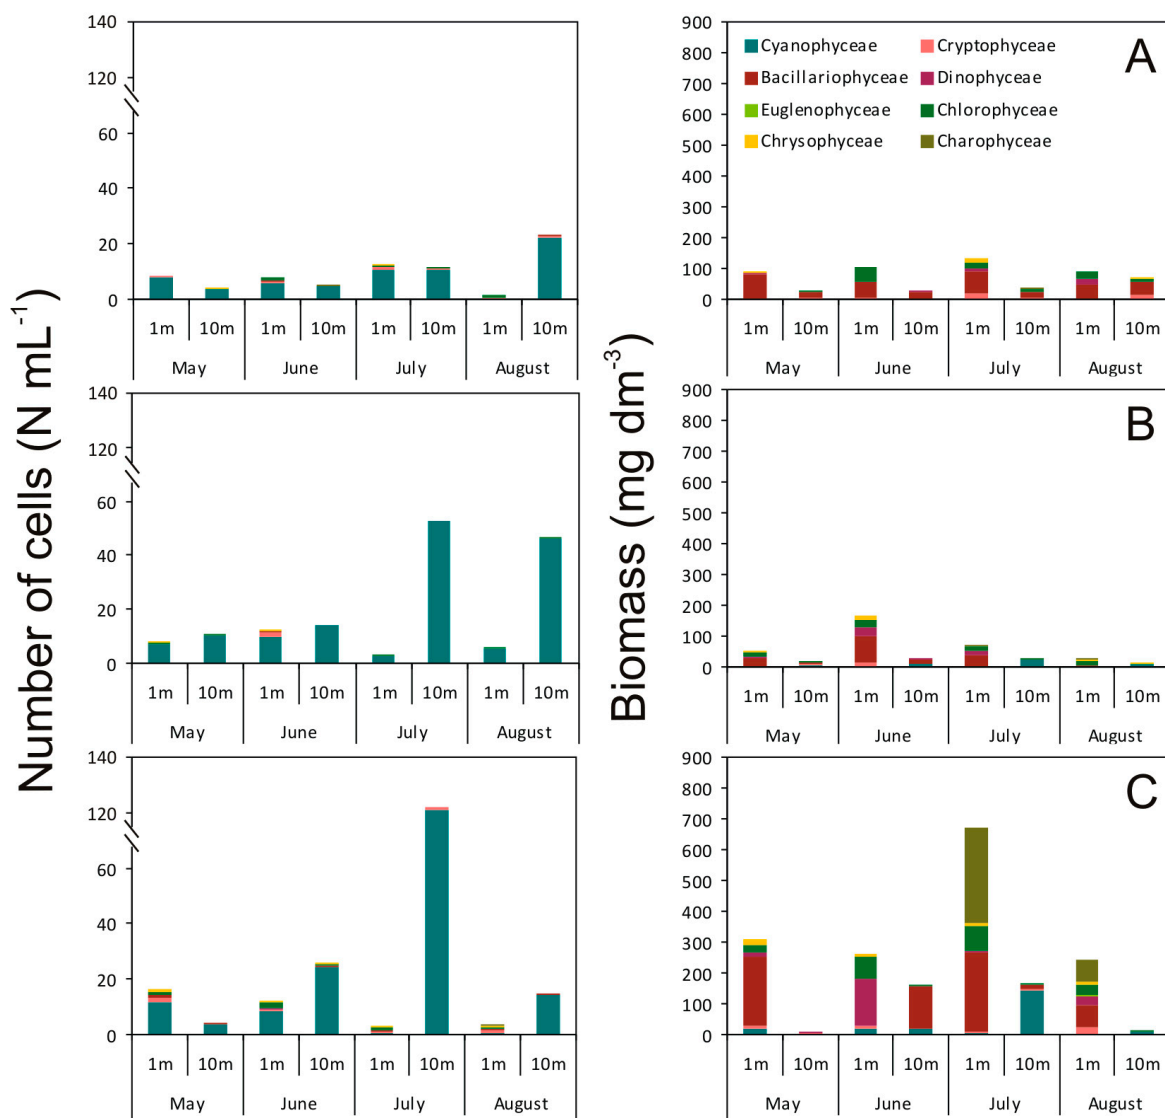 Number of cells (N mL⁻¹)
140
120
60
40
20
0
1m 10m 1m 10m 1m 10m 1m 10m
May June July August
140
120
60
40
20
0
1m 10m 1m 10m 1m 10m 1m 10m
May June July August
140
120
60
40
20
0
1m 10m 1m 10m 1m 10m 1m 10m
May June July August
Biomass (mg dm⁻³)
A
900
800
700
600
500
400
300
200
100
0
Cyanophyceae Cryptophyceae
Bacillariophyceae Dinophyceae
Euglenophyceae Chlorophyceae
Chrysophyceae Charophyceae
1m 10m 1m 10m 1m 10m 1m 10m
May June July August
B
900
800
700
600
500
400
300
200
100
0
1m 10m 1m 10m 1m 10m 1m 10m
May June July August
C
900
800
700
600
500
400
300
200
100
0
1m 10m 1m 10m 1m 10m 1m 10m
May June July August